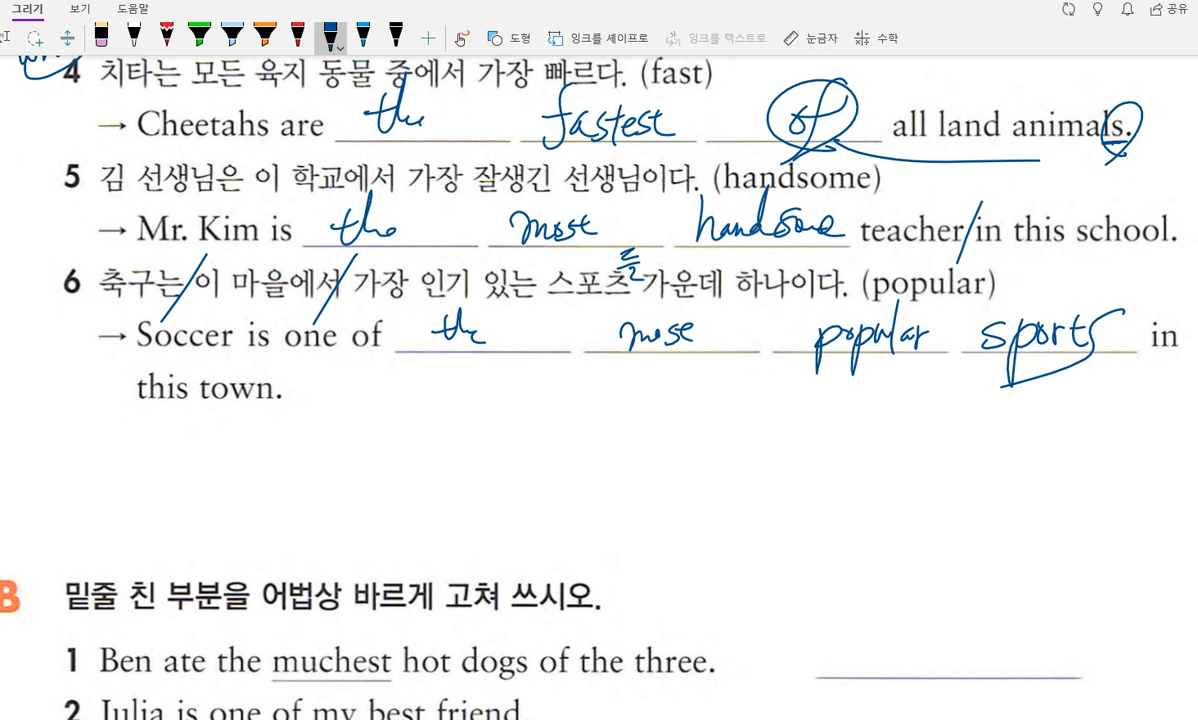 그리기 보기 도움말 공유
도형 잉크를 셰이프로 잉크를 텍스트로 눈금자 수학
4 치타는 모든 육지 동물 중에서 가장 빠르다. (fast)
→ Cheetahs are the fastest of all land animals.
5 김 선생님은 이 학교에서 가장 잘생긴 선생님이다. (handsome)
→ Mr. Kim is the most handsome teacher/in this school.
들
6 축구는/이 마을에서/가장 인기 있는 스포츠 가운데 하나이다. (popular)
→ Soccer is one of the most popular sports in
this town.
B 밑줄 친 부분을 어법상 바르게 고쳐 쓰시오.
1 Ben ate the muchest hot dogs of the three.
2 Julia is one of my best friend.